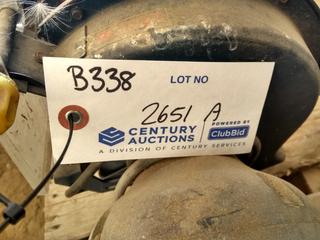 B338 LOT NO
2651 A
CENTURY AUCTIONS
POWERED BY ClubBid
A DIVISION OF CENTURY SERVICES